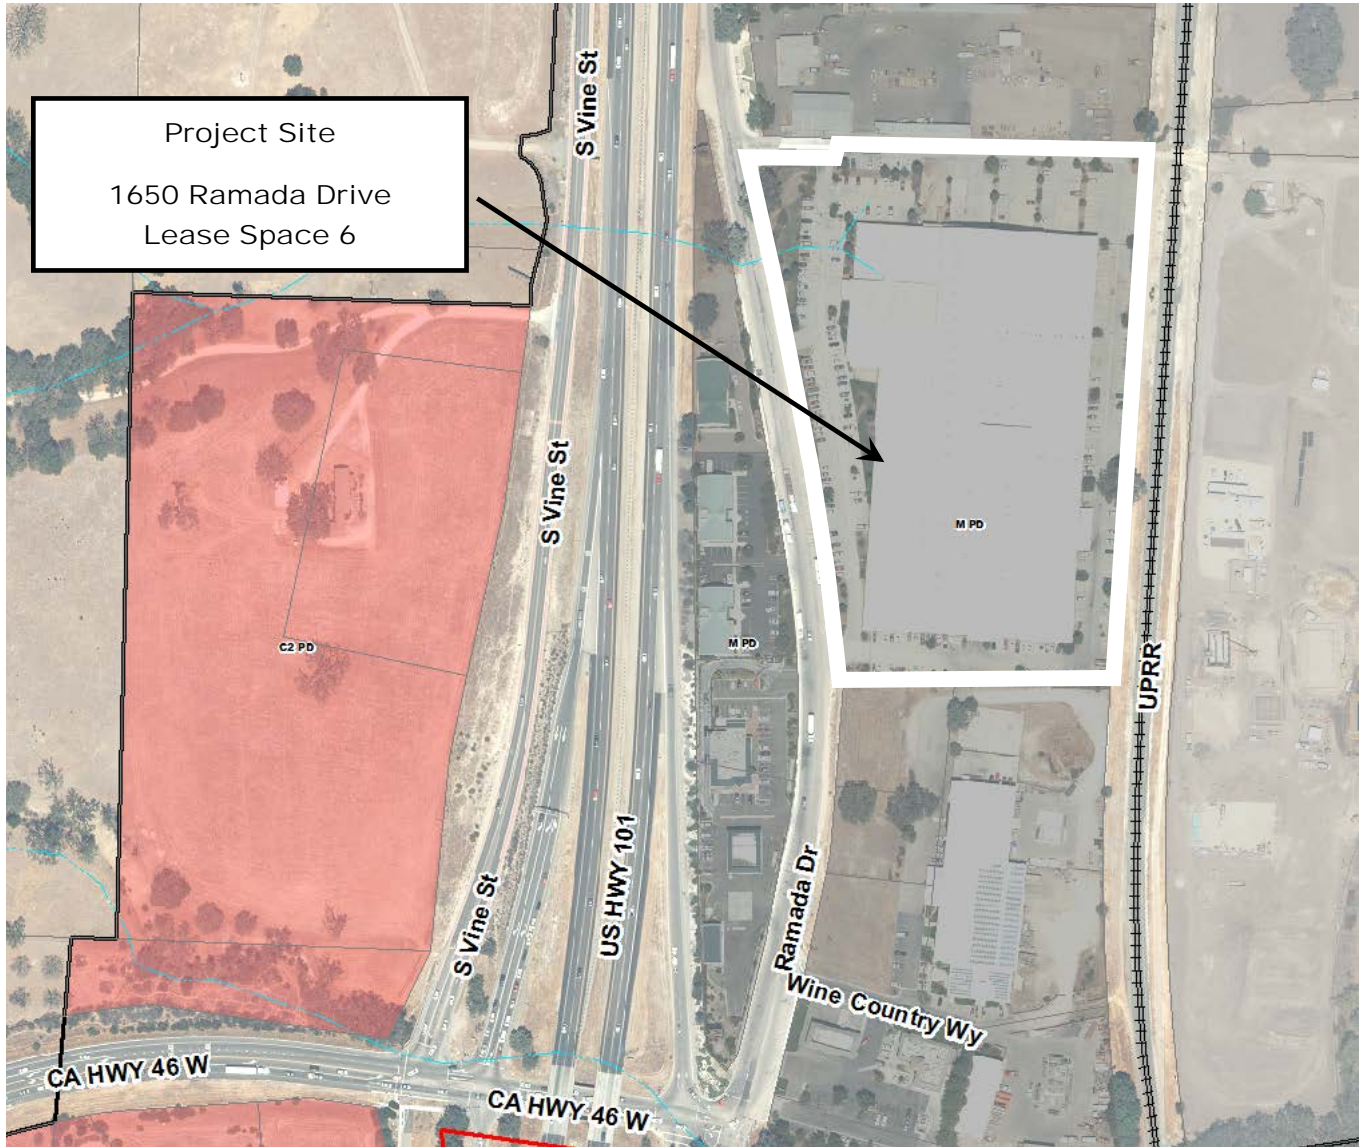 S Vine St
Project Site
1650 Ramada Drive
Lease Space 6
S Vine St
M PD
C2 PD
M PD
UPRR
US HWY 101
Ramada Dr
S Vine St
Wine Country Wy
CA HWY 46 W
CA HWY 46 W